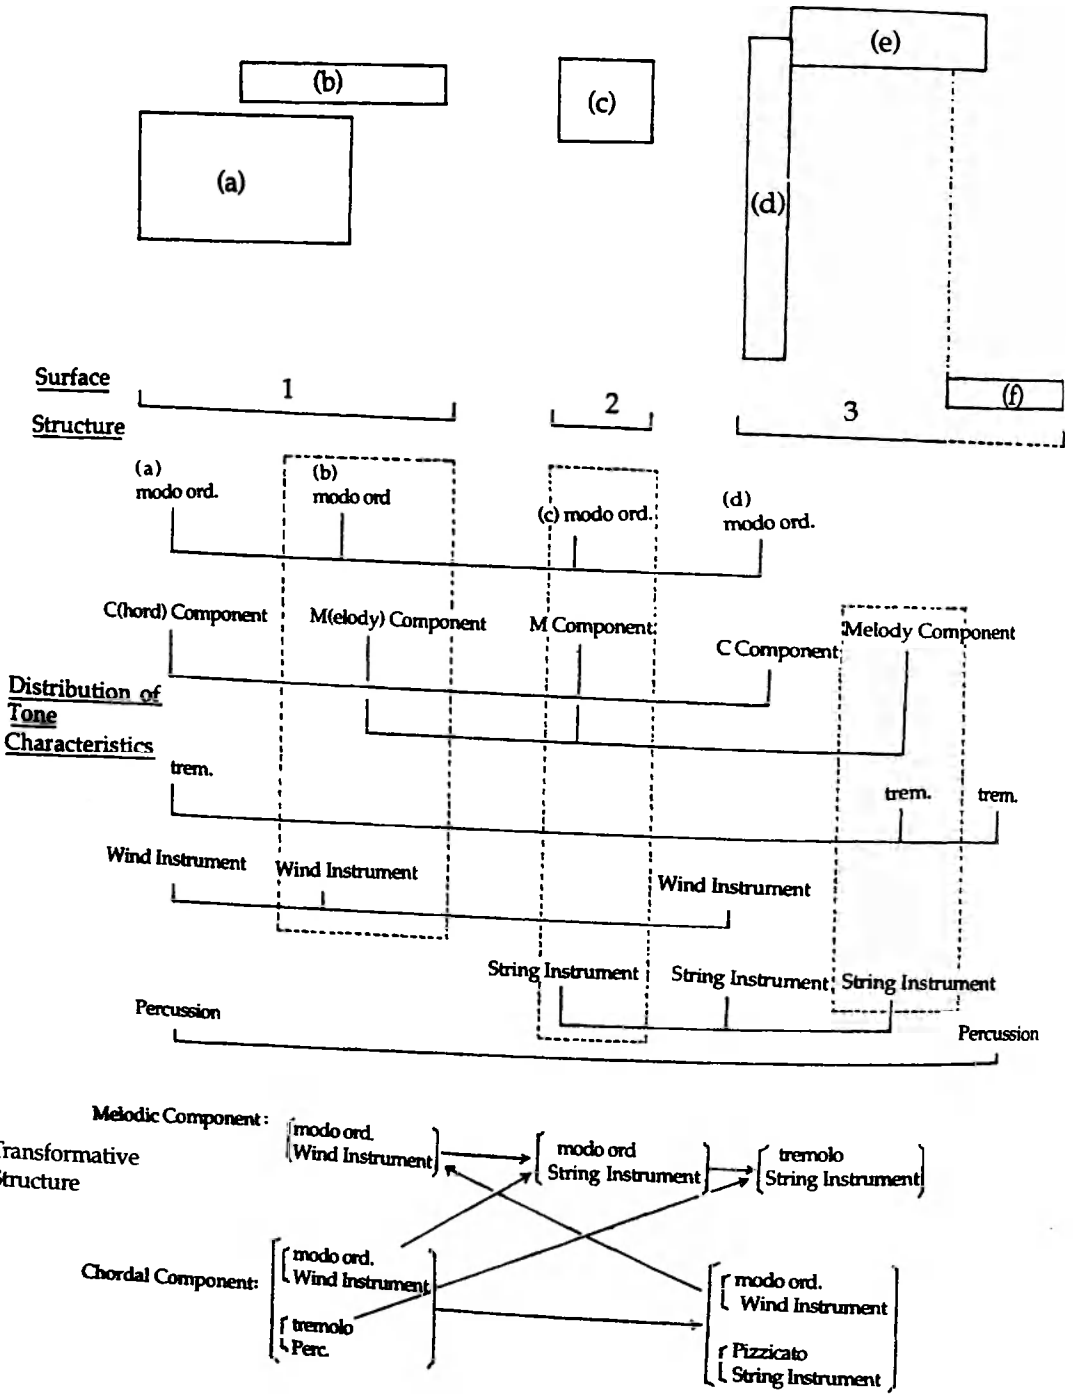 (e)
(b)
(c)
(a)
(d)
(f)
Surface
Structure
1
2
3
(a)
modo ord.
(b)
modo ord
(c) modo ord.
(d)
modo ord.
C(hord) Component
M(elody) Component
M Component
C Component
Melody Component
Distribution of
Tone
Characteristics
trem.
trem.
trem.
Wind Instrument
Wind Instrument
Wind Instrument
String Instrument
String Instrument
String Instrument
Percussion
Percussion
Melodic Component:
modo ord.
Wind Instrument
modo ord
String Instrument
tremolo
String Instrument
Transformative
Structure
Chordal Component:
modo ord.
Wind Instrument
tremolo
Perc.
modo ord.
Wind Instrument
Pizzicato
String Instrument